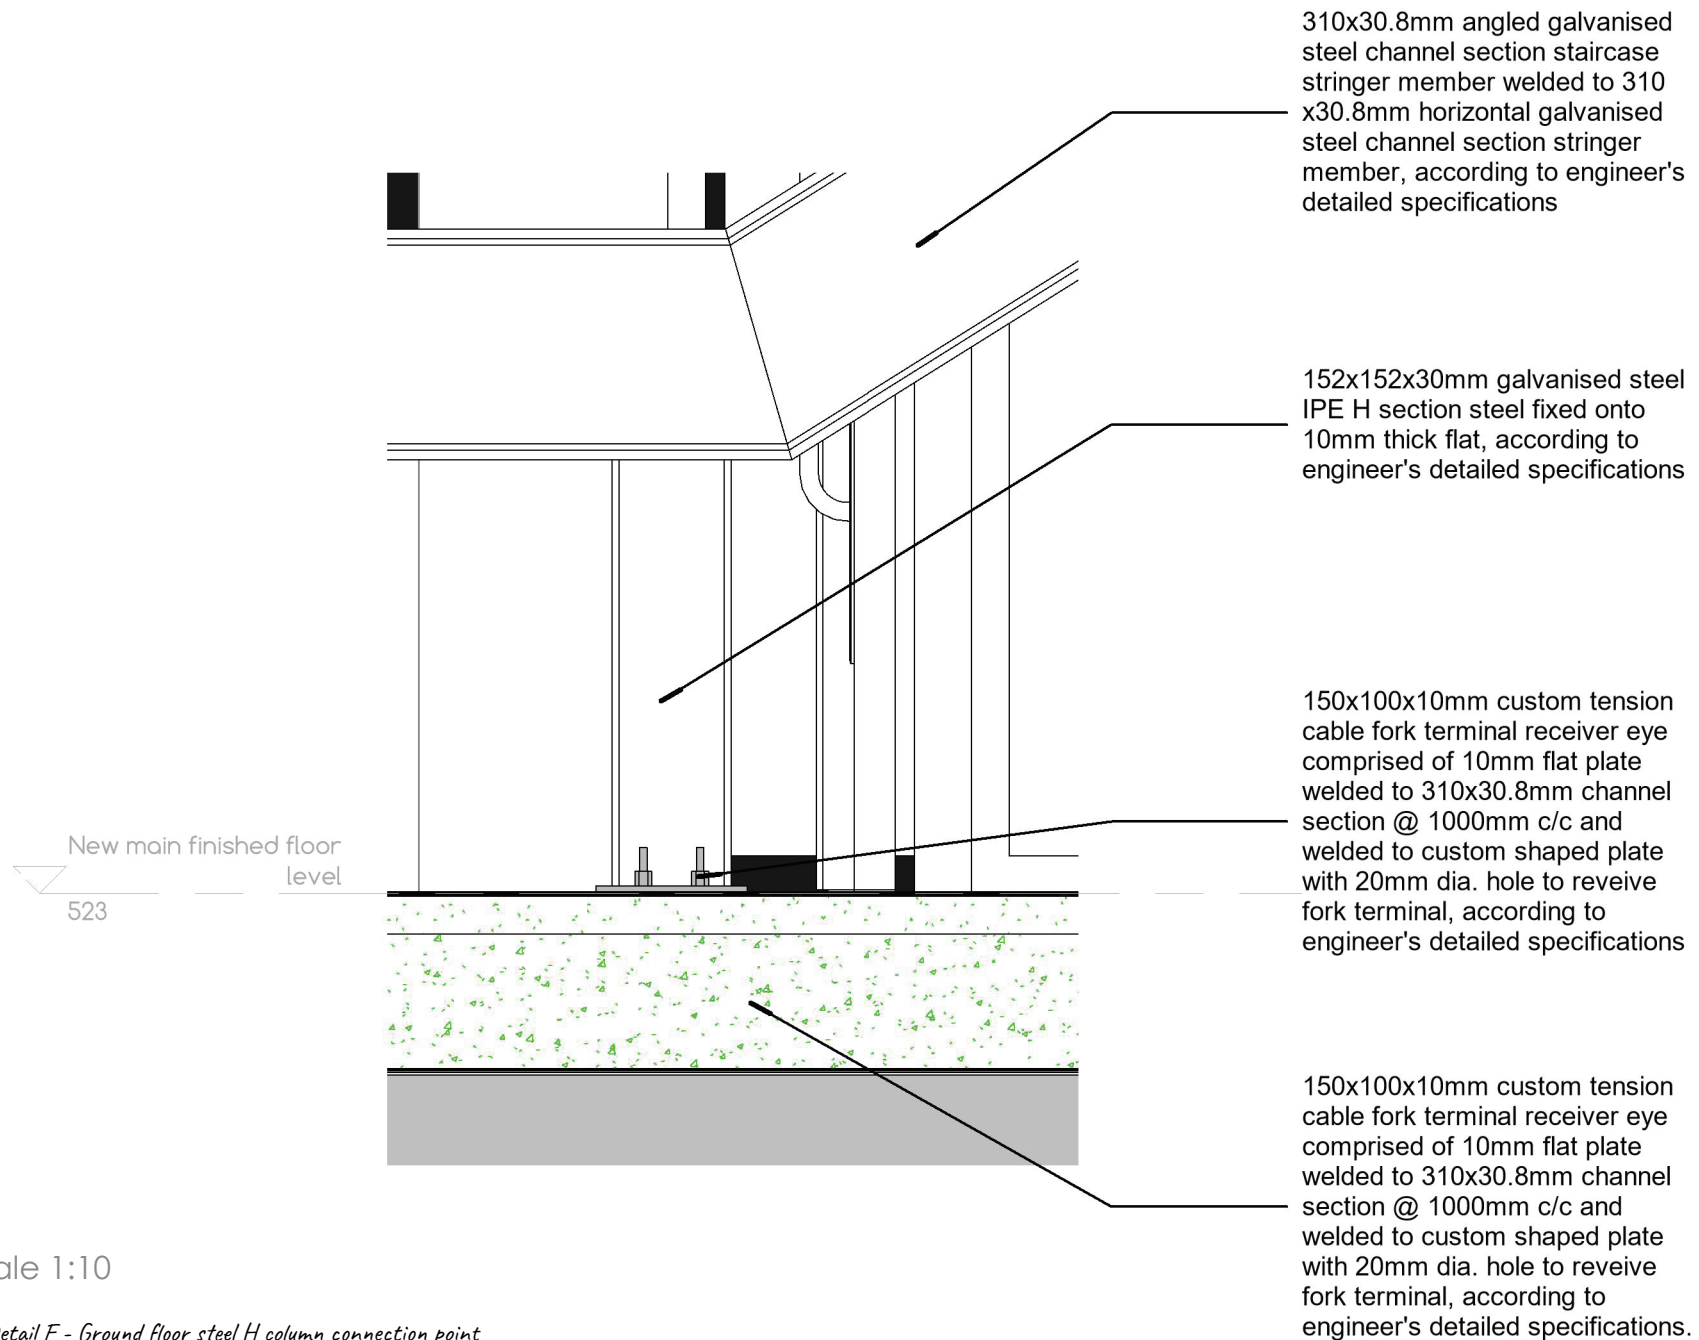 310x30.8mm angled galvanised
steel channel section staircase
stringer member welded to 310
x30.8mm horizontal galvanised
steel channel section stringer
member, according to engineer's
detailed specifications
152x152x30mm galvanised steel
IPE H section steel fixed onto
10mm thick flat, according to
engineer's detailed specifications
150x100x10mm custom tension
cable fork terminal receiver eye
comprised of 10mm flat plate
welded to 310x30.8mm channel
section @ 1000mm c/c and
welded to custom shaped plate
with 20mm dia. hole to reveive
fork terminal, according to
engineer's detailed specifications
New main finished floor
level
523
150x100x10mm custom tension
cable fork terminal receiver eye
comprised of 10mm flat plate
welded to 310x30.8mm channel
section @ 1000mm c/c and
welded to custom shaped plate
with 20mm dia. hole to reveive
fork terminal, according to
engineer's detailed specifications.
ale 1:10
etail F - Ground floor steel H column connection point